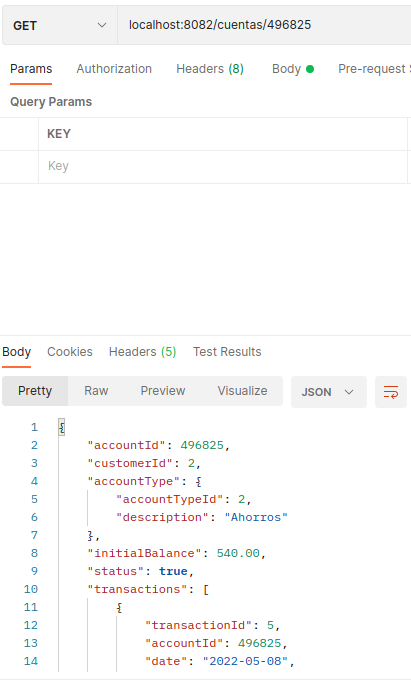 GET localhost:8082/cuentas/496825
Params Authorization Headers (8) Body Pre-request
Query Params
KEY
Key
Body Cookies Headers (5) Test Results
Pretty Raw Preview Visualize JSON
1 {
2 "accountId": 496825,
3 "customerId": 2,
4 "accountType": {
5 "accountTypeId": 2,
6 "description": "Ahorros"
7 },
8 "initialBalance": 540.00,
9 "status": true,
10 "transactions": [
11 {
12 "transactionId": 5,
13 "accountId": 496825,
14 "date": "2022-05-08",